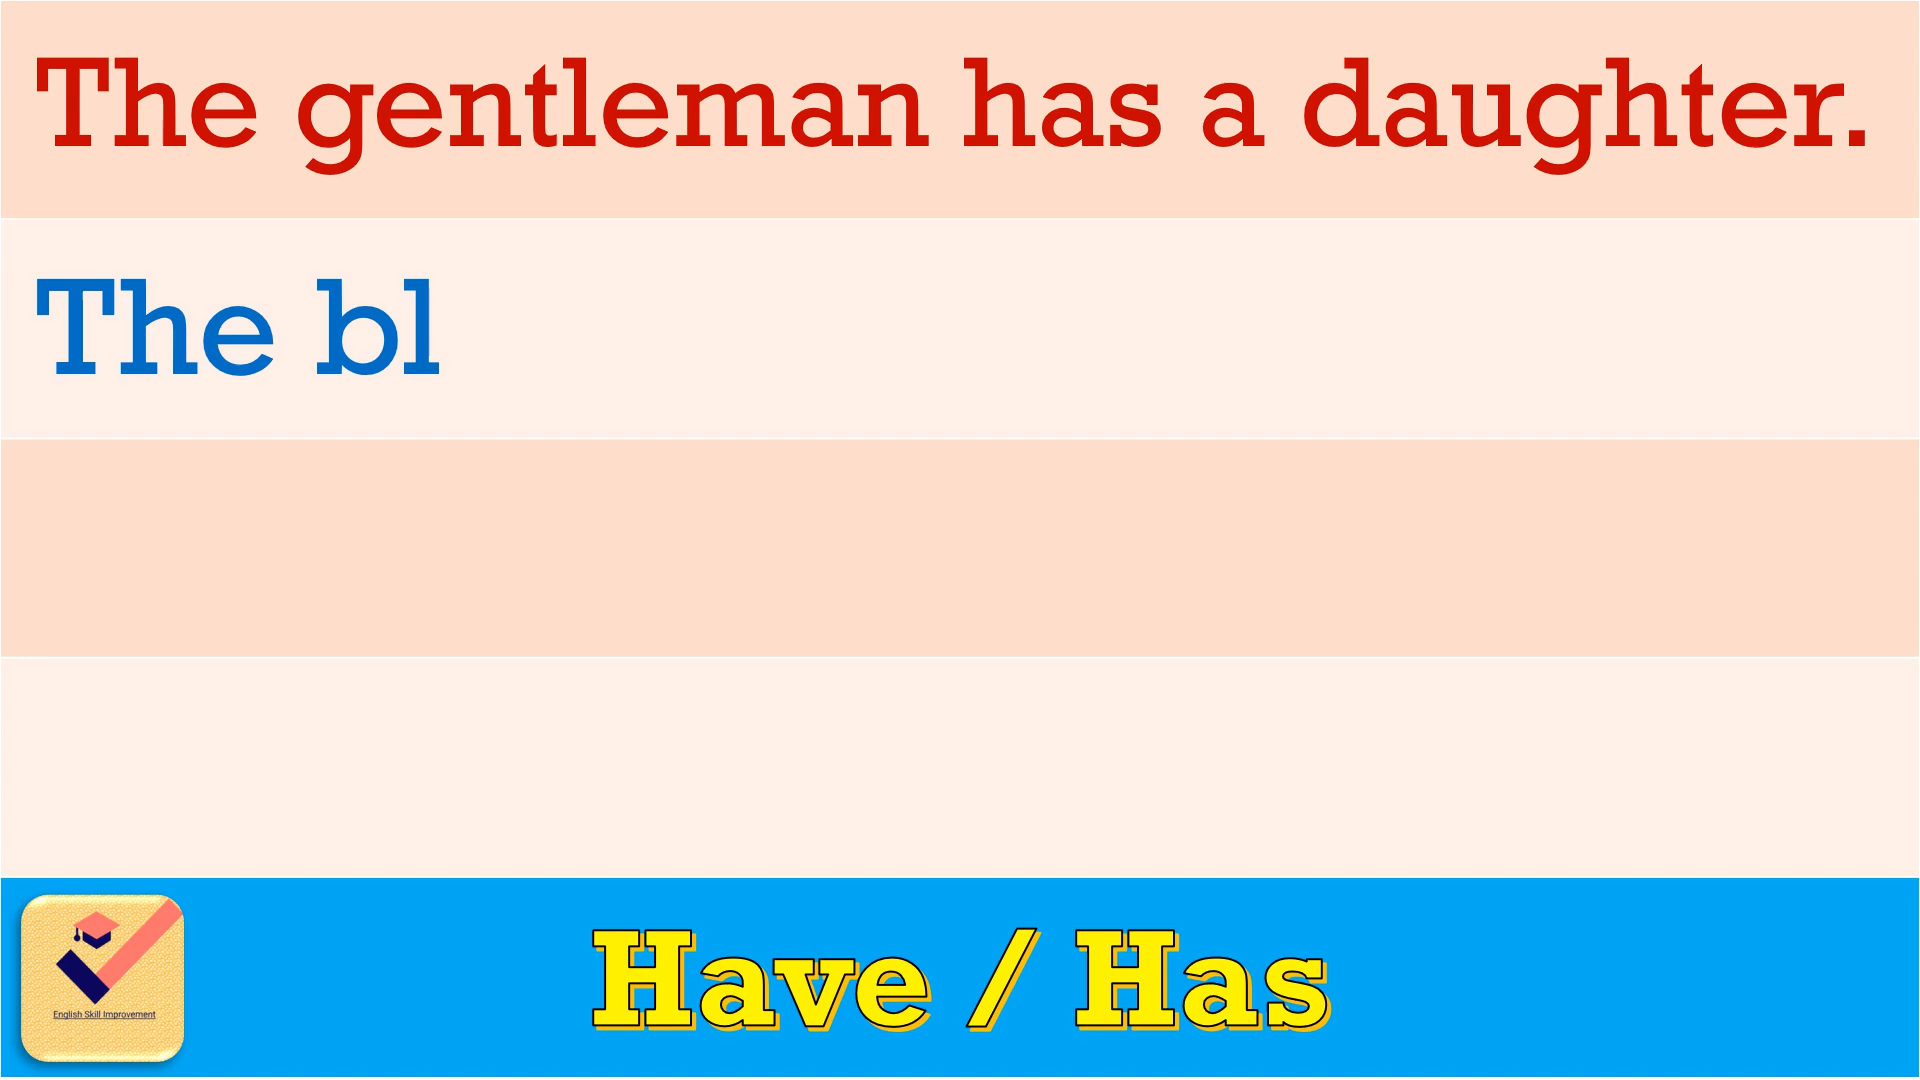 The gentleman has a daughter.
The bl
English Skill Improvement
Have / Has